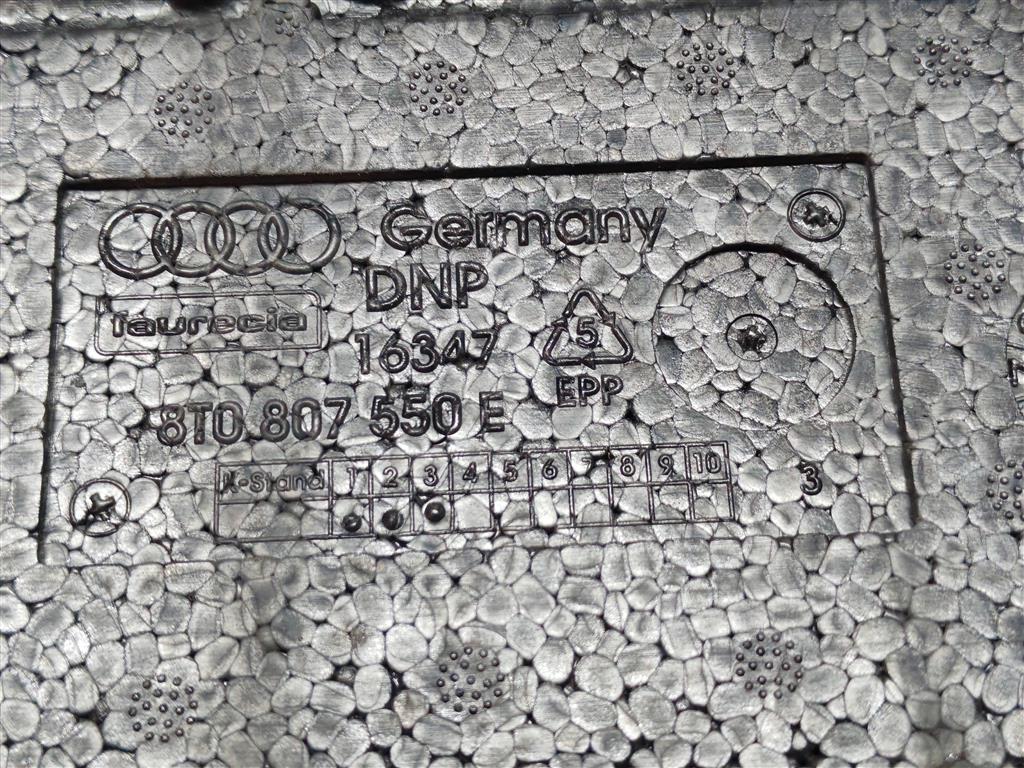 Germany
DNP
faurecia
16347
5
EPP
8T0 807 550 E
K-Stand 1 2 3 4 5 6 7 8 9 10
3